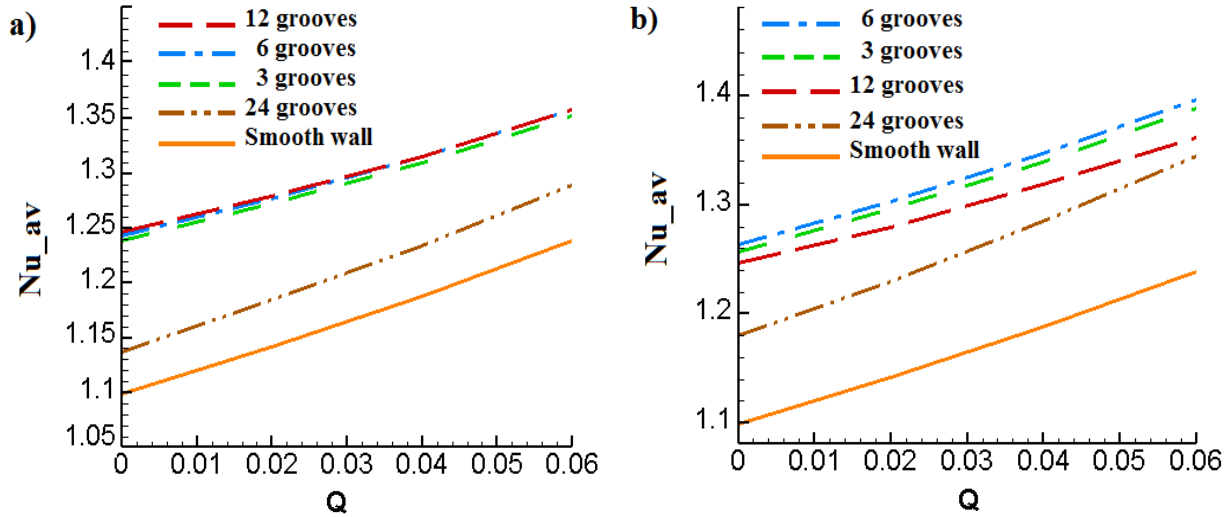 a)
12 grooves
6 grooves
3 grooves
24 grooves
Smooth wall
1.4
1.35
1.3
1.25
1.2
1.15
1.1
1.05
Nu_av
0 0.01 0.02 0.03 0.04 0.05 0.06
Q
b)
6 grooves
3 grooves
12 grooves
24 grooves
Smooth wall
1.4
1.3
1.2
1.1
Nu_av
0 0.01 0.02 0.03 0.04 0.05 0.06
Q